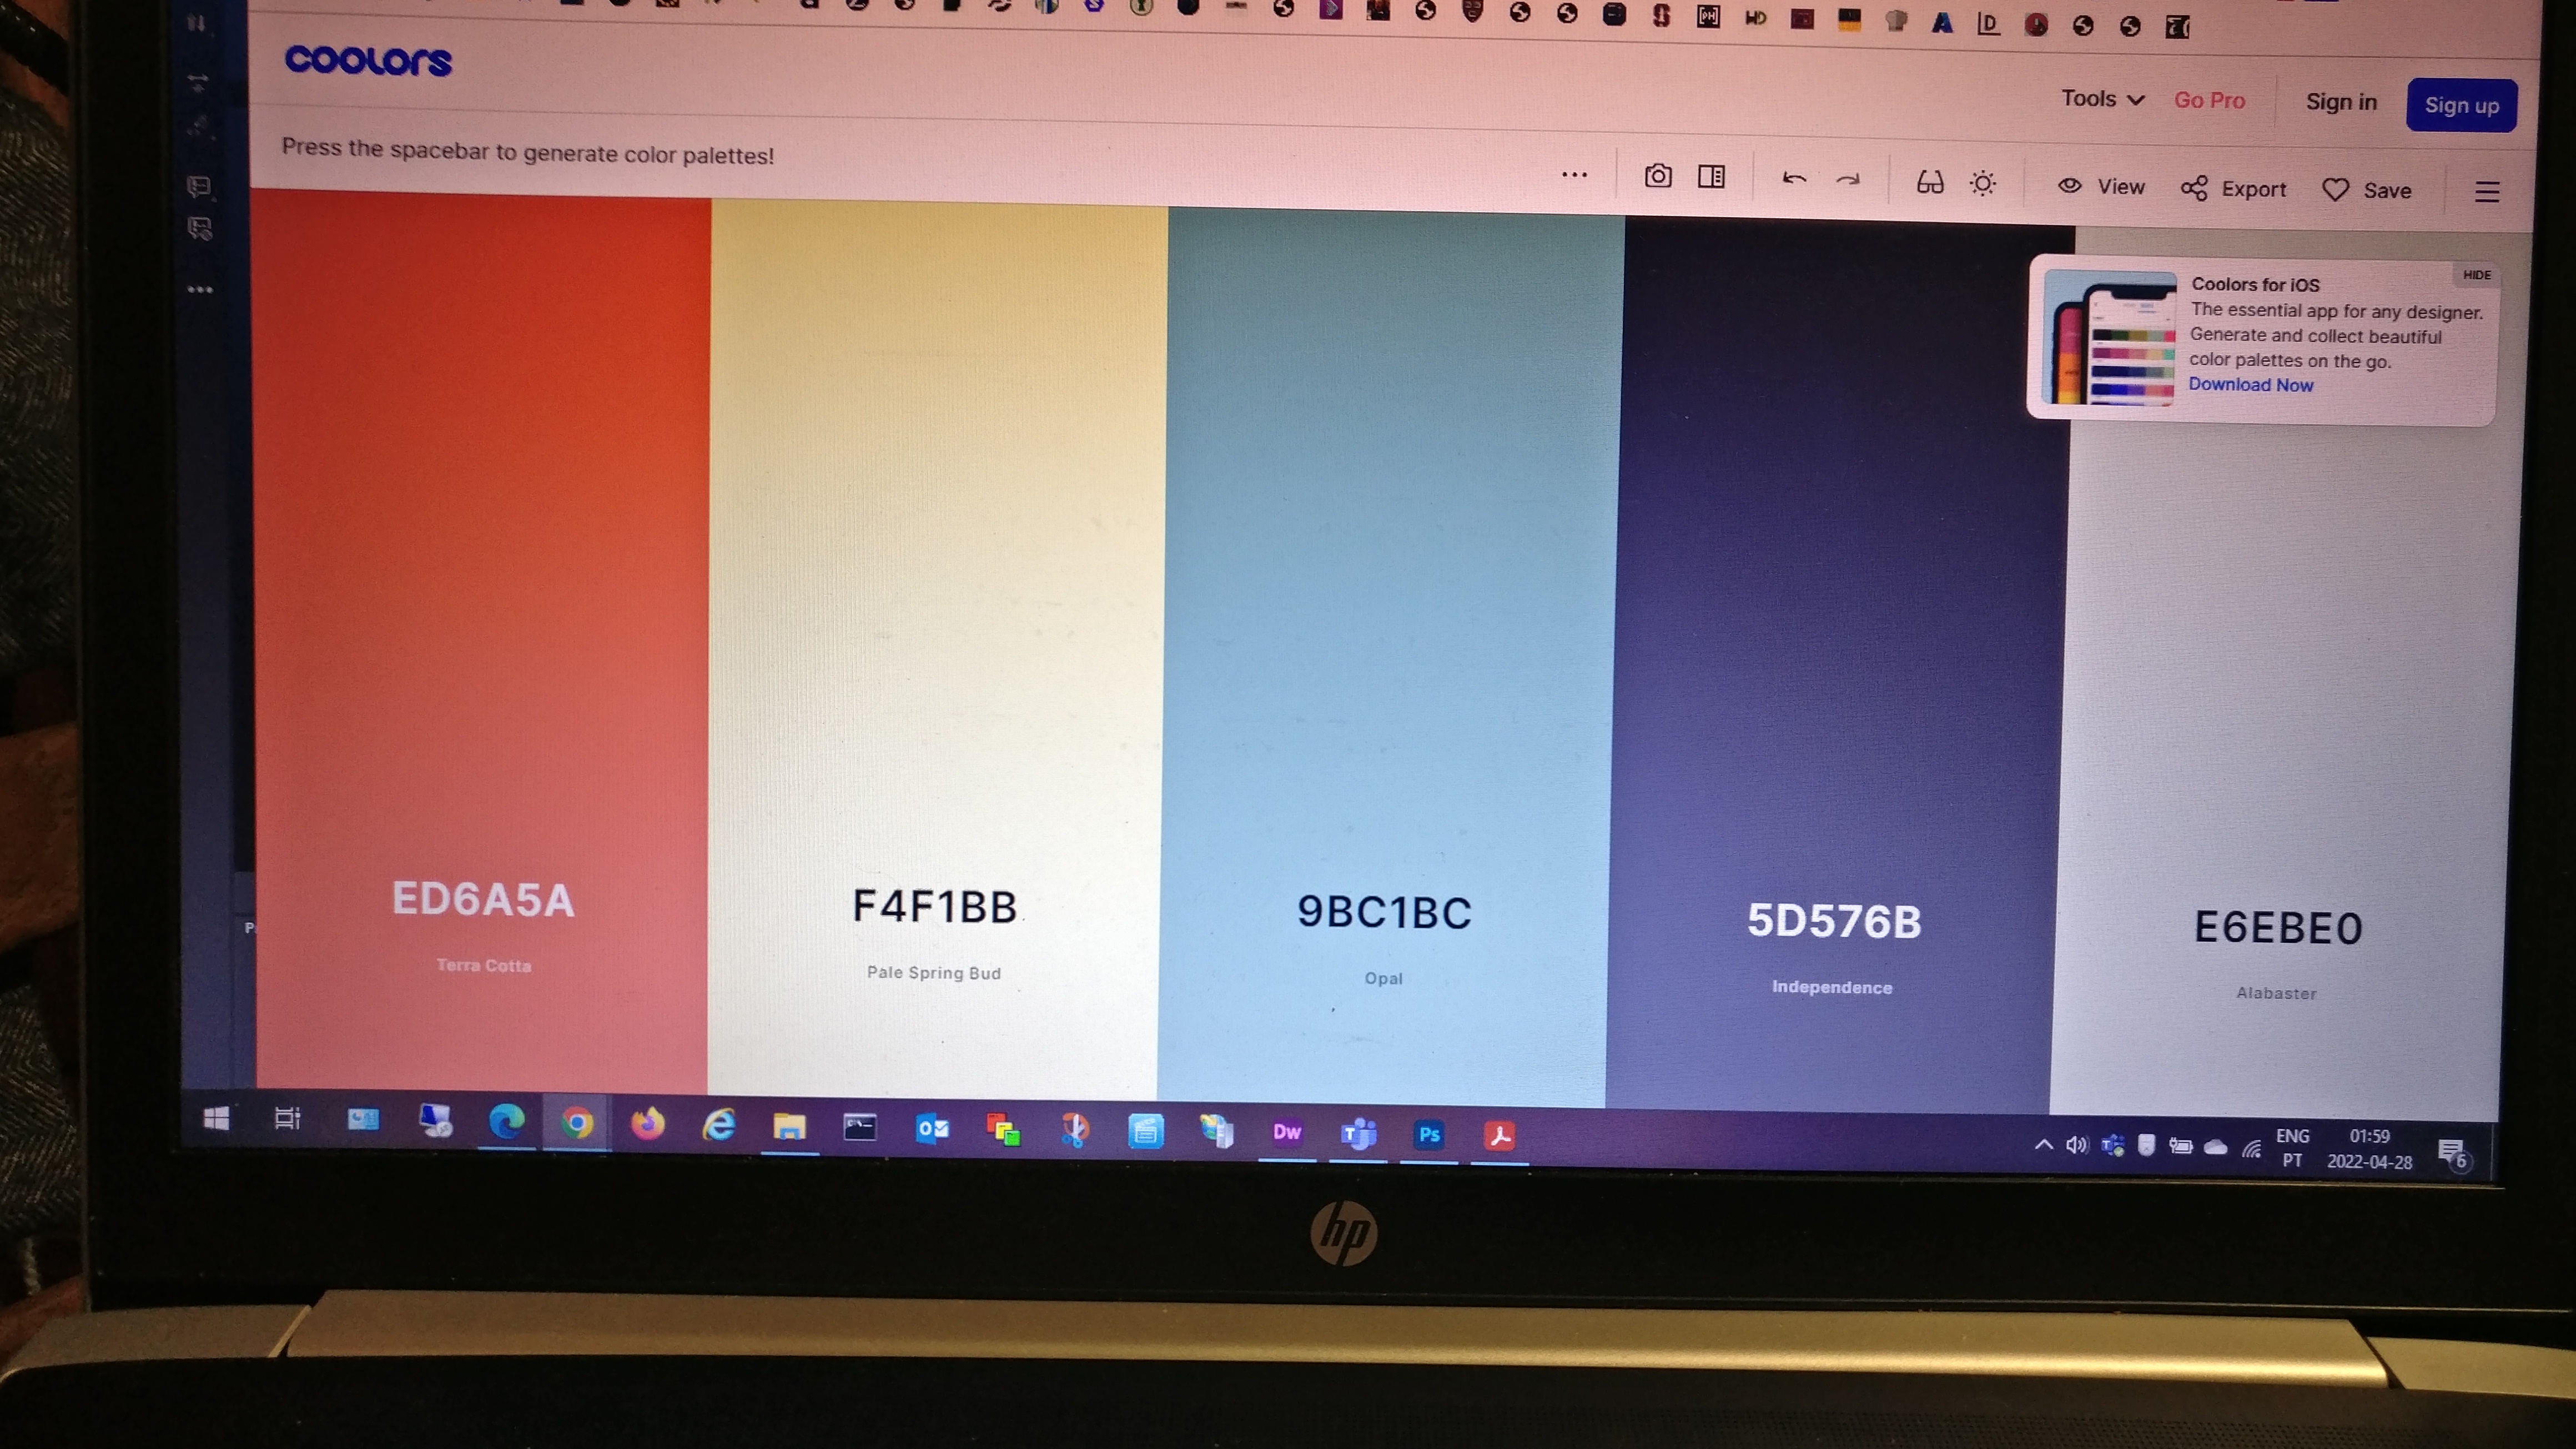 coolors
Tools
Go Pro
Sign in
Sign up
Press the spacebar to generate color palettes!
View
Export
Save
HIDE
Coolors for iOS
The essential app for any designer.
Generate and collect beautiful
color palettes on the go.
Download Now
ED6A5A
Terra Cotta
F4F1BB
Pale Spring Bud
9BC1BC
Opal
5D576B
Independence
E6EBE0
Alabaster
Dw
Ps
ENG
PT
01:59
2022-04-28
6
hp